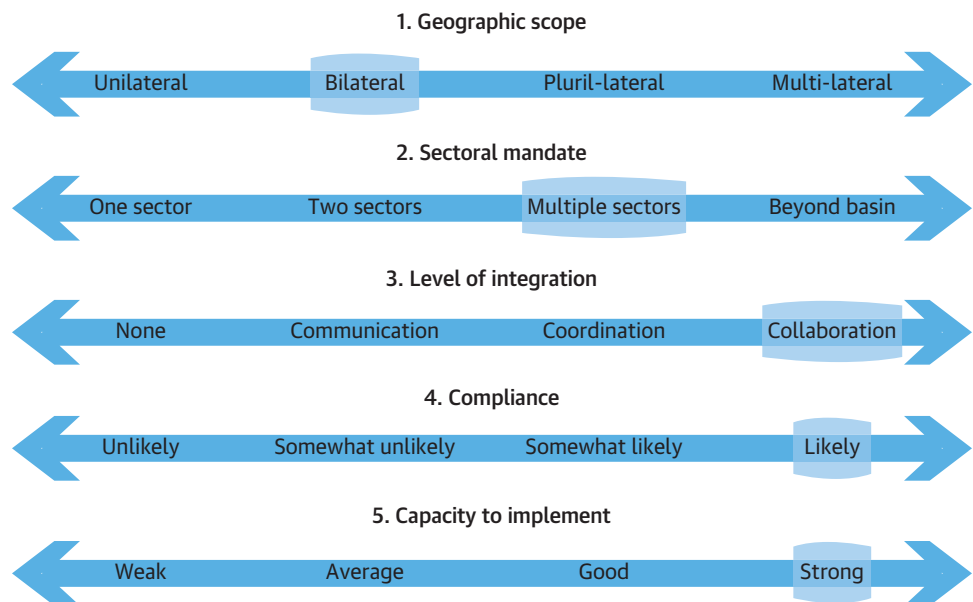 1. Geographic scope
Unilateral Bilateral Pluril-lateral Multi-lateral
2. Sectoral mandate
One sector Two sectors Multiple sectors Beyond basin
3. Level of integration
None Communication Coordination Collaboration
4. Compliance
Unlikely Somewhat unlikely Somewhat likely Likely
5. Capacity to implement
Weak Average Good Strong